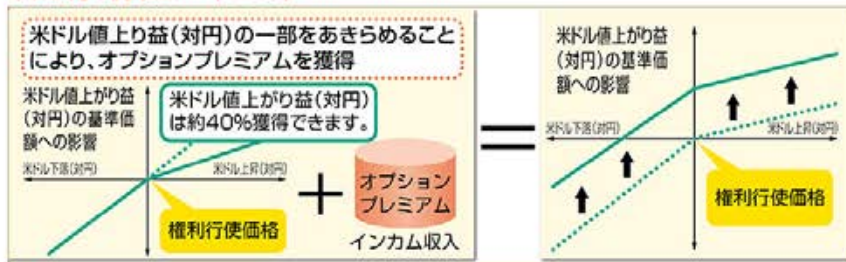 米ドル値上り益(対円)の一部をあきらめること
により、オプションプレミアムを獲得
米ドル値上がり益
(対円)の基準価
額への影響
米ドル値上がり益(対円)
は約40%獲得できます。
米ドル下落(対円)
米ドル上昇(対円)
権利行使価格
+
オプション
プレミアム
インカム収入
=
米ドル値上がり益
(対円)の基準価
額への影響
米ドル下落(対円)
米ドル上昇(対円)
権利行使価格